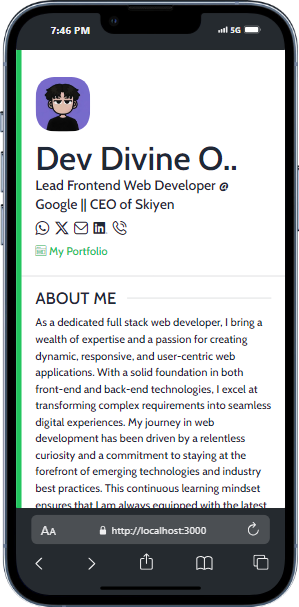 7:46 PM
5G
Dev Divine O..
Lead Frontend Web Developer @
Google || CEO of Skiyen
My Portfolio
ABOUT ME
As a dedicated full stack web developer, I bring a
wealth of expertise and a passion for creating
dynamic, responsive, and user-centric web
applications. With a solid foundation in both
front-end and back-end technologies, I excel at
transforming complex requirements into seamless
digital experiences. My journey in web
development has been driven by a relentless
curiosity and a commitment to staying at the
forefront of emerging technologies and industry
best practices. This continuous learning mindset
ensures that I am always equipped with the latest
AA
http://localhost:3000